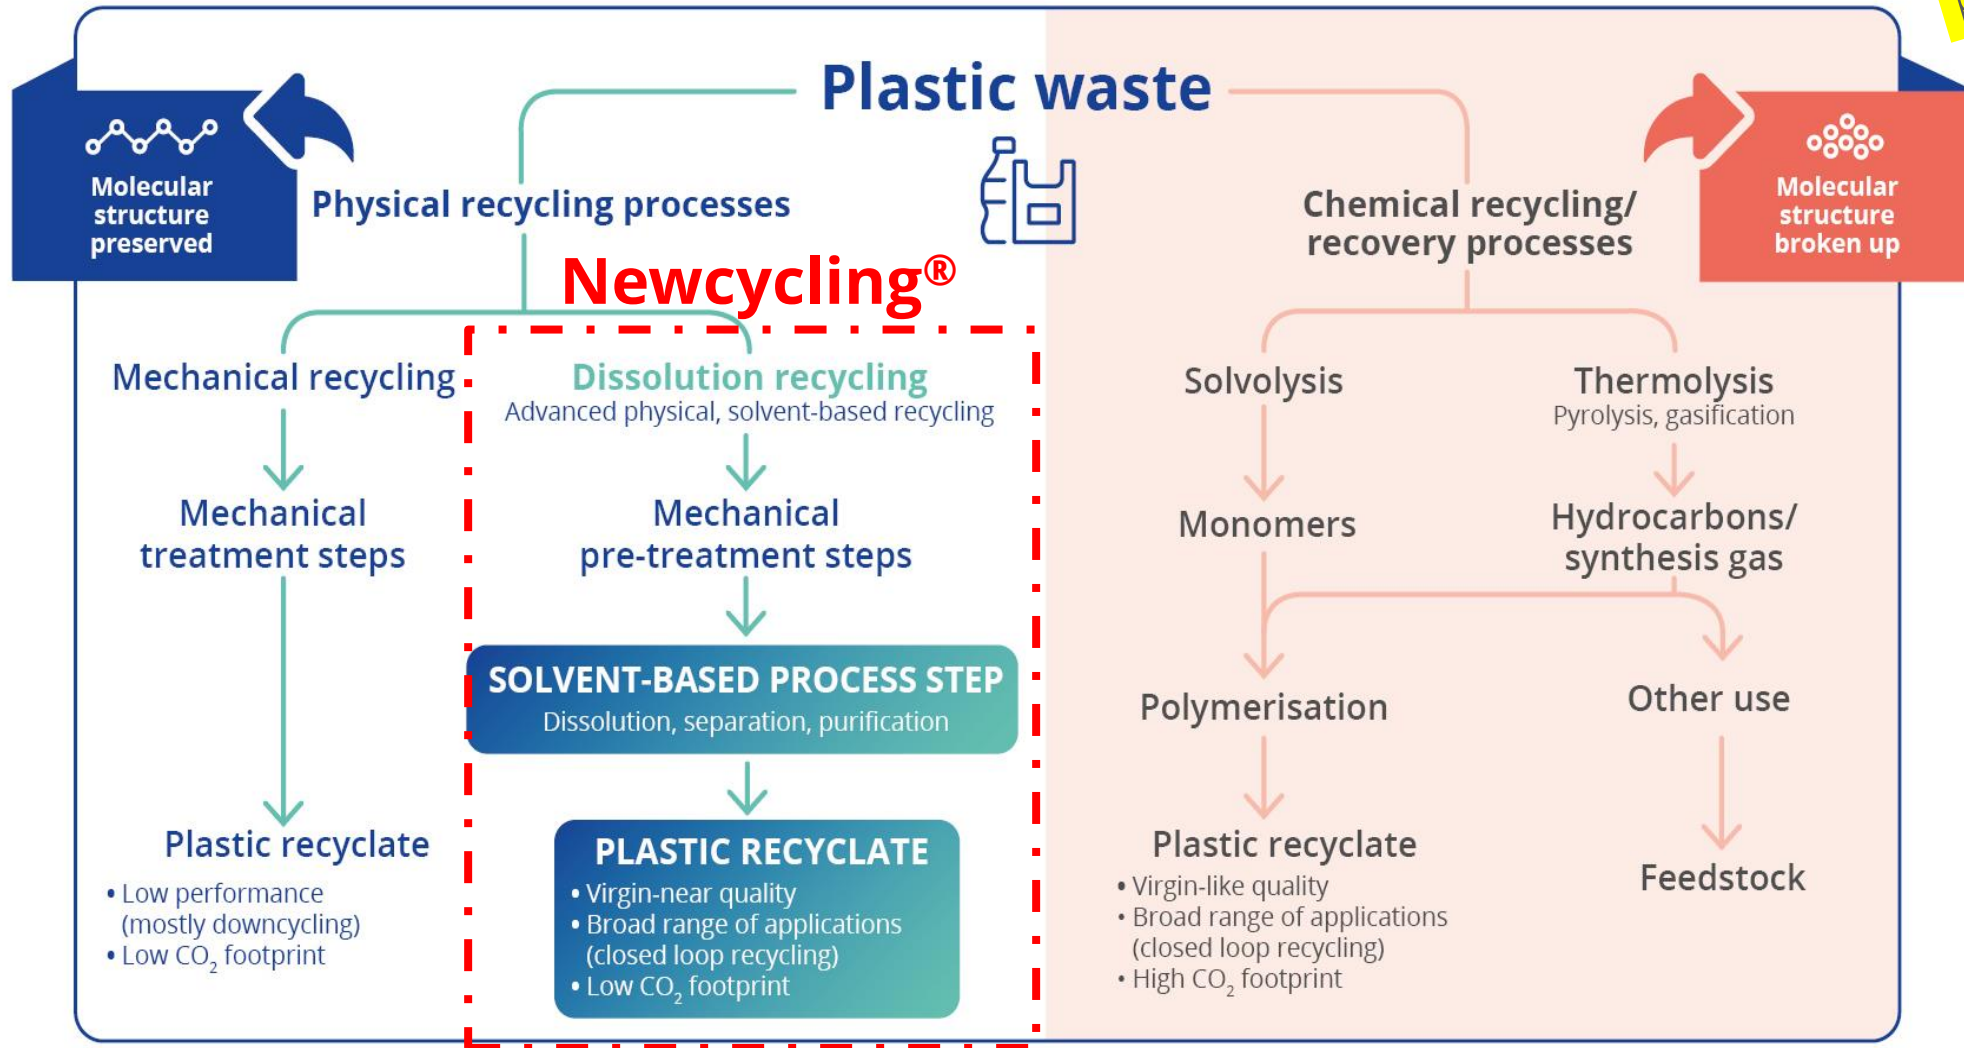 Plastic waste
Molecular
structure
preserved
Physical recycling processes
Chemical recycling/
recovery processes
Molecular
structure
broken up
Newcycling®
Mechanical recycling
Mechanical
treatment steps
Plastic recyclate
• Low performance
(mostly downcycling)
• Low CO₂ footprint
Dissolution recycling
Advanced physical, solvent-based recycling
Mechanical
pre-treatment steps
SOLVENT-BASED PROCESS STEP
Dissolution, separation, purification
PLASTIC RECYCLATE
• Virgin-near quality
• Broad range of applications
(closed loop recycling)
• Low CO₂ footprint
Solvolysis
Monomers
Polymerisation
Plastic recyclate
• Virgin-like quality
• Broad range of applications
(closed loop recycling)
• High CO₂ footprint
Thermolysis
Pyrolysis, gasification
Hydrocarbons/
synthesis gas
Other use
Feedstock